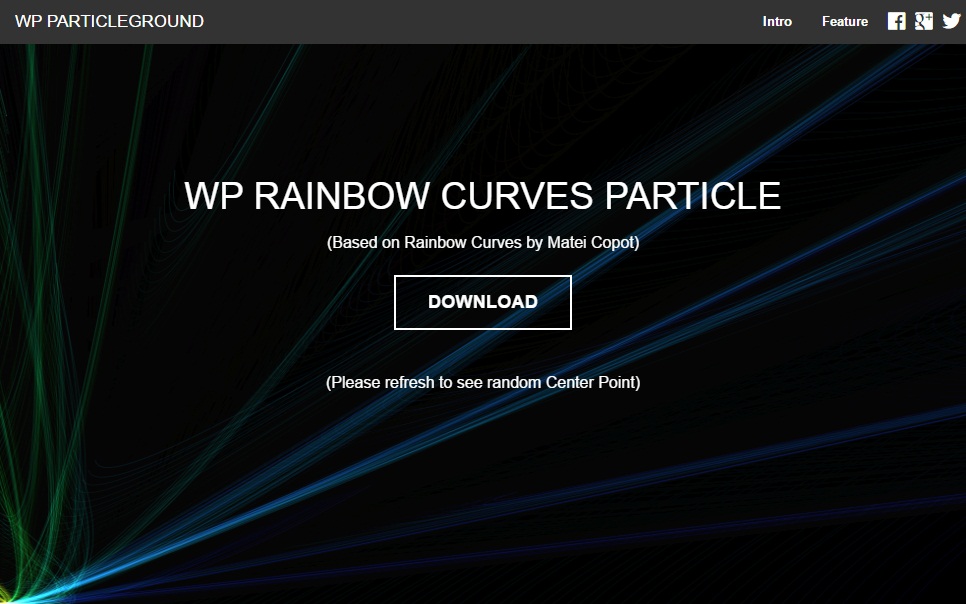 WP PARTICLEGROUND
Intro
Feature
WP RAINBOW CURVES PARTICLE
(Based on Rainbow Curves by Matei Copot)
DOWNLOAD
(Please refresh to see random Center Point)